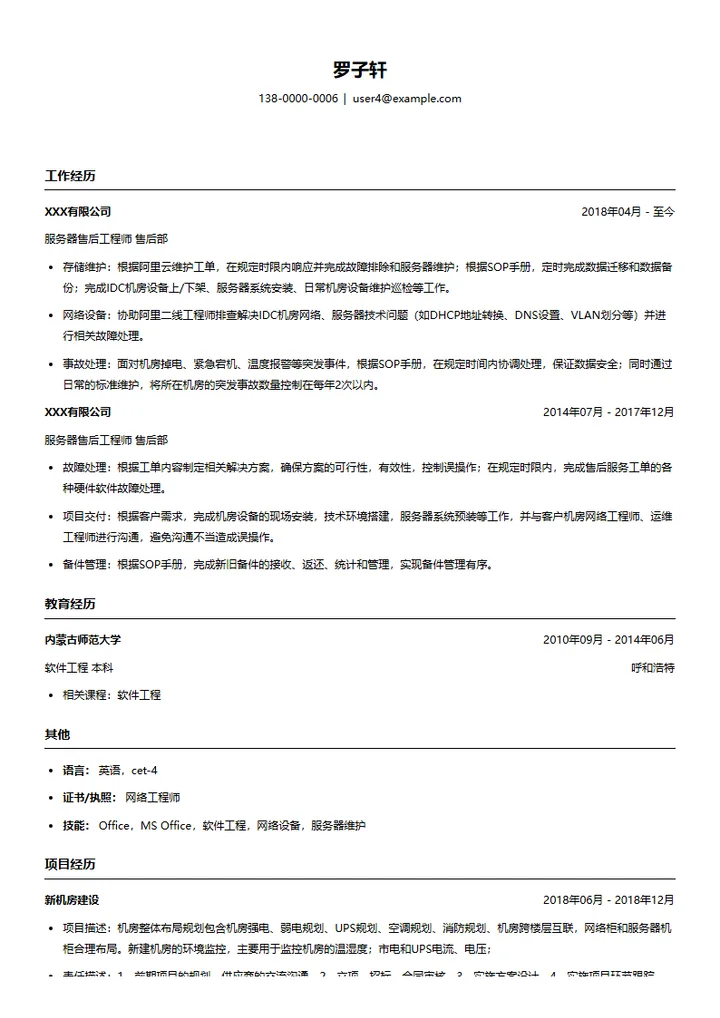 罗子轩
138-0000-0006 | user4@example.com
工作经历
XXX有限公司 2018年04月 - 至今
服务器售后工程师 售后部
• 存储维护：根据阿里云维护工单，在规定时限内响应并完成故障排除和服务器维护；根据SOP手册，定时完成数据迁移和数据备
份；完成IDC机房设备上/下架、服务器系统安装、日常机房设备维护巡检等工作。
• 网络设备：协助阿里二线工程师排查解决IDC机房网络、服务器技术问题（如DHCP地址转换、DNS设置、VLAN划分等）并进
行相关故障处理。
• 事故处理：面对机房掉电、紧急宕机、温度报警等突发事件，根据SOP手册，在规定时间内协调处理，保证数据安全；同时通过
日常的标准维护，将所在机房的突发事故数量控制在每年2次以内。
XXX有限公司 2014年07月 - 2017年12月
服务器售后工程师 售后部
• 故障处理：根据工单内容制定相关解决方案，确保方案的可行性，有效性，控制误操作；在规定时限内，完成售后服务工单的各
种硬件软件故障处理。
• 项目交付：根据客户需求，完成机房设备的现场安装，技术环境搭建，服务器系统预装等工作，并与客户机房网络工程师、运维
工程师进行沟通，避免沟通不当造成误操作。
• 备件管理：根据SOP手册，完成新旧备件的接收、返还、统计和管理，实现备件管理有序。
教育经历
内蒙古师范大学 2010年09月 - 2014年06月
软件工程 本科 呼和浩特
• 相关课程：软件工程
其他
• 语言： 英语，cet-4
• 证书/执照： 网络工程师
• 技能： Office，MS Office，软件工程，网络设备，服务器维护
项目经历
新机房建设 2018年06月 - 2018年12月
• 项目描述：机房整体布局规划包含机房强电、弱电规划、UPS规划、空调规划、消防规划、机房跨楼层互联，网络柜和服务器机
柜合理布局。新建机房的环境监控，主要用于监控机房的温湿度；市电和UPS电流、电压；
• 责任描述：1、前期项目的规划，供应商的交流沟通